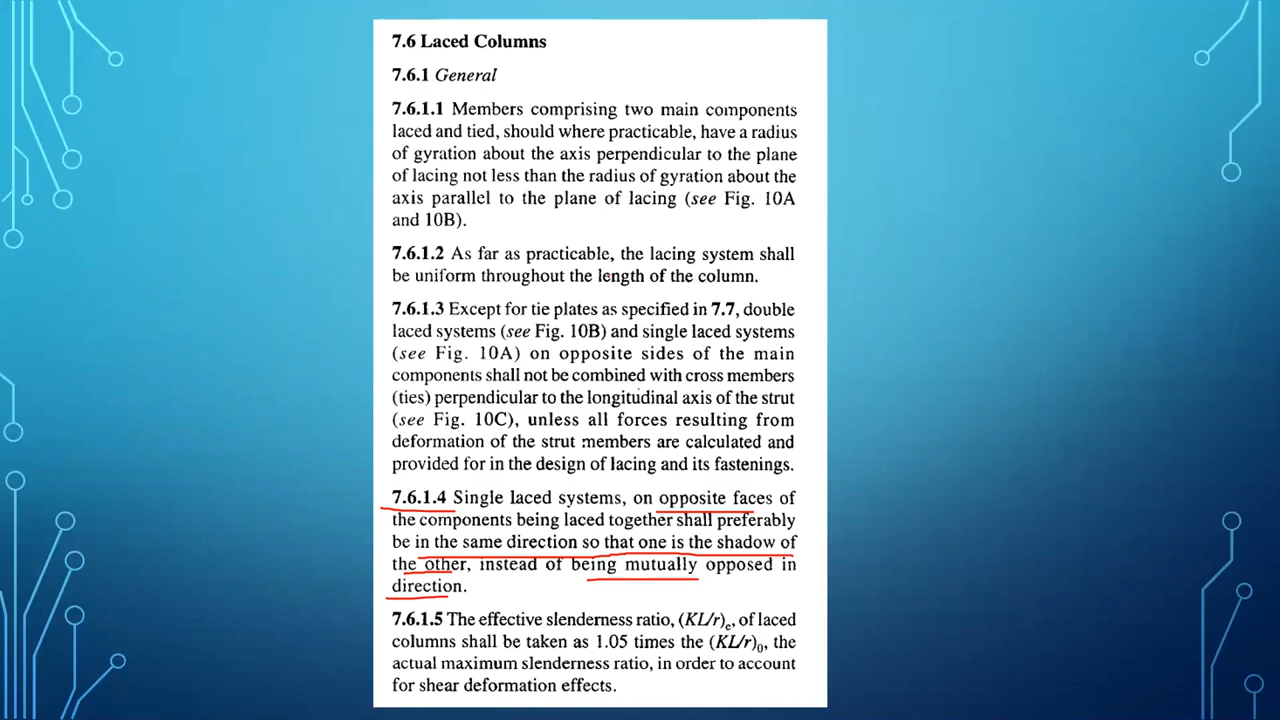 7.6 Laced Columns
7.6.1 General
7.6.1.1 Members comprising two main components
laced and tied, should where practicable, have a radius
of gyration about the axis perpendicular to the plane
of lacing not less than the radius of gyration about the
axis parallel to the plane of lacing (see Fig. 10A
and 10B).
7.6.1.2 As far as practicable, the lacing system shall
be uniform throughout the length of the column.
7.6.1.3 Except for tie plates as specified in 7.7, double
laced systems (see Fig. 10B) and single laced systems
(see Fig. 10A) on opposite sides of the main
components shall not be combined with cross members
(ties) perpendicular to the longitudinal axis of the strut
(see Fig. 10C), unless all forces resulting from
deformation of the strut members are calculated and
provided for in the design of lacing and its fastenings.
7.6.1.4 Single laced systems, on opposite faces of
the components being laced together shall preferably
be in the same direction so that one is the shadow of
the other, instead of being mutually opposed in
direction.
7.6.1.5 The effective slenderness ratio, (KL/r)e, of laced
columns shall be taken as 1.05 times the (KL/r)0, the
actual maximum slenderness ratio, in order to account
for shear deformation effects.